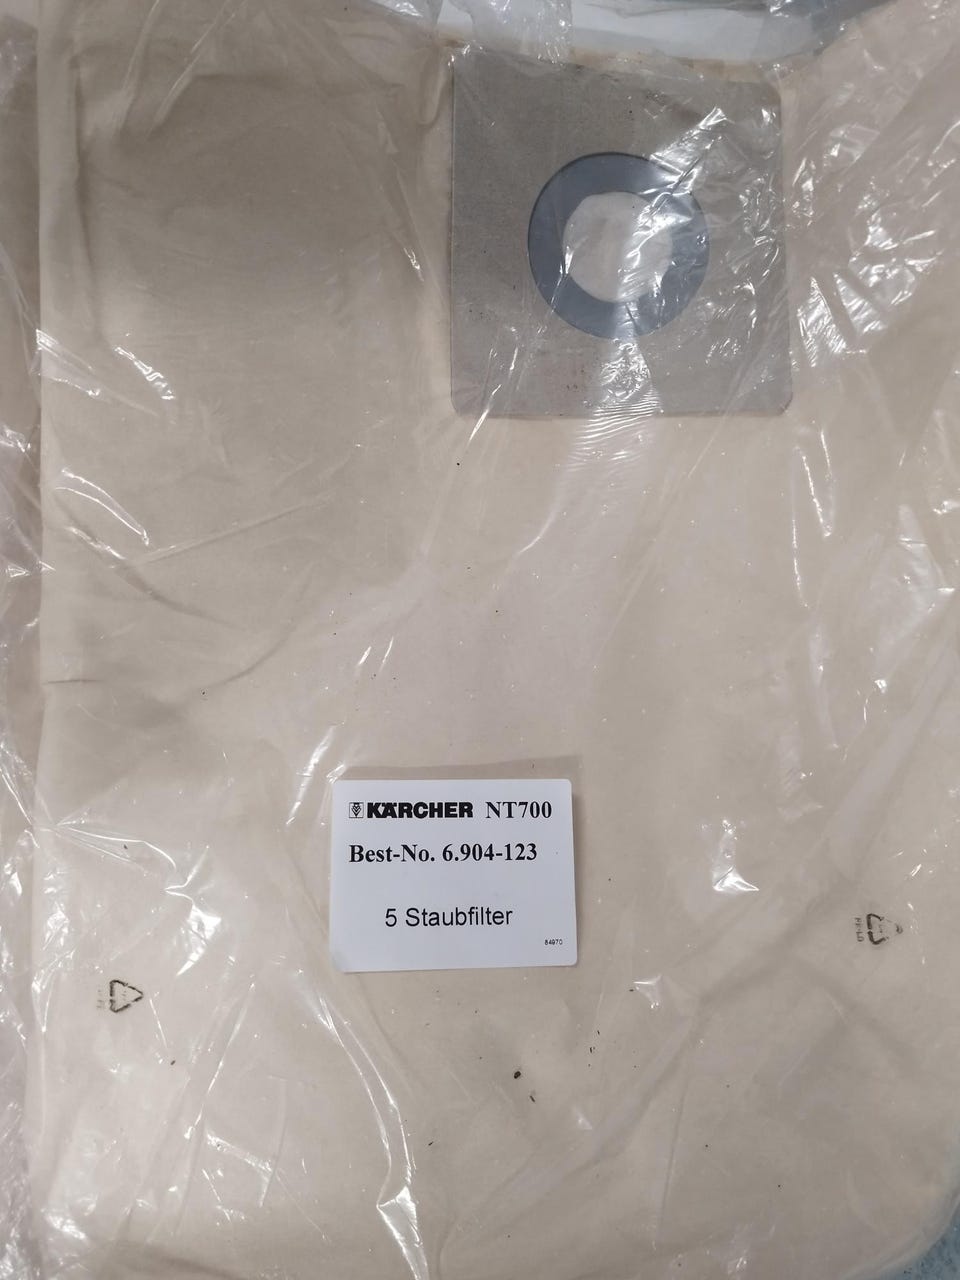 KÄRCHER NT700
Best-No. 6.904-123
5 Staubfilter
84970